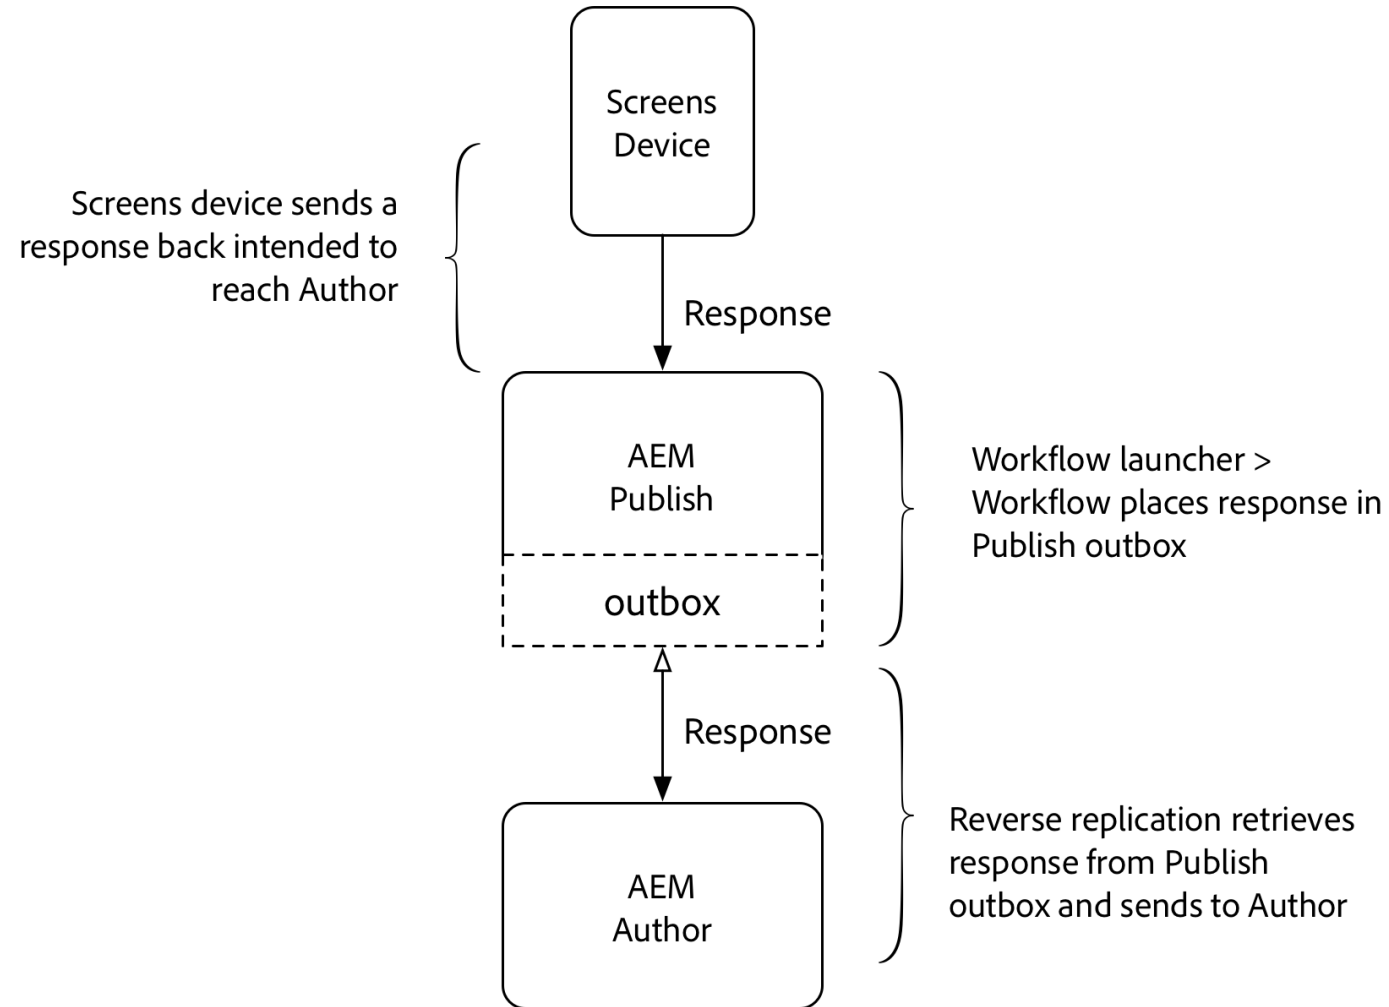 Screens
Device
Screens device sends a
response back intended to
reach Author
Response
AEM
Publish
Workflow launcher >
Workflow places response in
Publish outbox
outbox
Response
Reverse replication retrieves
response from Publish
outbox and sends to Author
AEM
Author